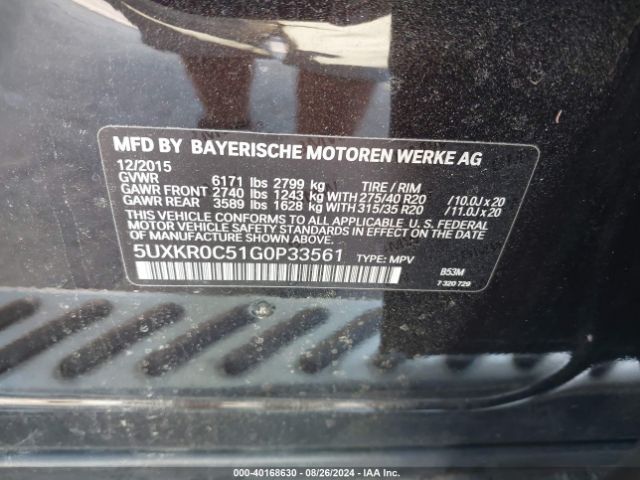 MFD BY BAYERISCHE MOTOREN WERKE AG
12/2015
GVWR 6171 lbs 2799 kg TIRE / RIM
GAWR FRONT 2740 lbs 1243 kg WITH 275/40 R20 /10.0J x 20
GAWR REAR 3589 lbs 1628 kg WITH 315/35 R20 /11.0J x 20
THIS VEHICLE CONFORMS TO ALL APPLICABLE U.S. FEDERAL
MOTOR VEHICLE SAFETY STANDARDS IN EFFECT ON THE DATE
OF MANUFACTURE SHOWN ABOVE.
5UXKR0C51G0P33561 TYPE: MPV
B53M
7 320 729
©COPART-40168630 / 08/26/2024 / IAA Inc.